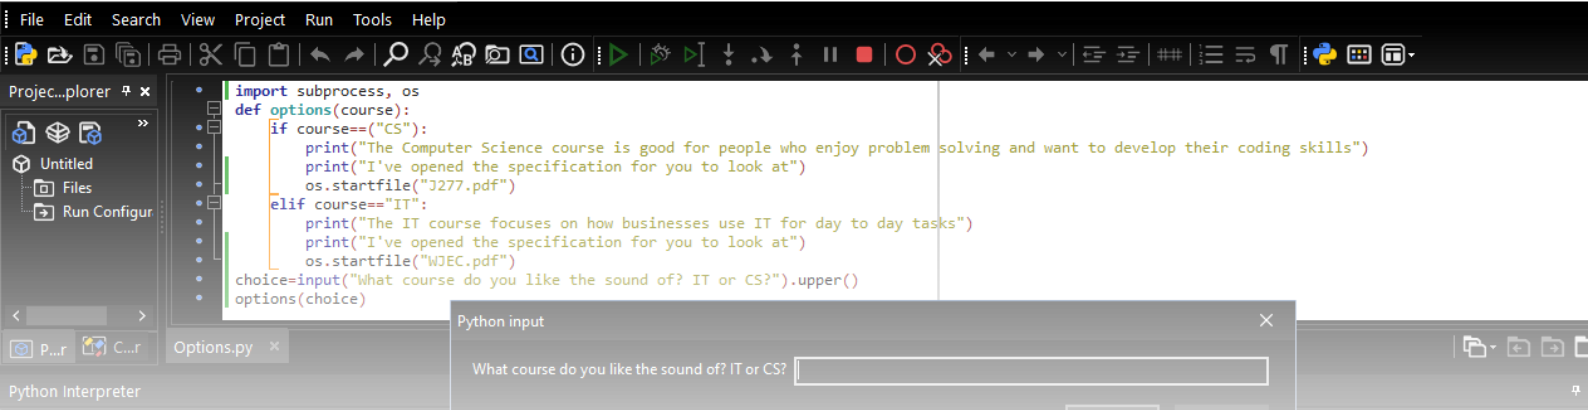 File Edit Search View Project Run Tools Help
Projec...plorer
Untitled
Files
Run Configur
P...r C...r
import subprocess, os
def options(course):
if course==("CS"):
print("The Computer Science course is good for people who enjoy problem solving and want to develop their coding skills")
print("I've opened the specification for you to look at")
os.startfile("J277.pdf")
elif course=="IT":
print("The IT course focuses on how businesses use IT for day to day tasks")
print("I've opened the specification for you to look at")
os.startfile("WJEC.pdf")
choice=input("What course do you like the sound of? IT or CS?").upper()
options(choice)
Options.py
Python input
What course do you like the sound of? IT or CS?
Python Interpreter